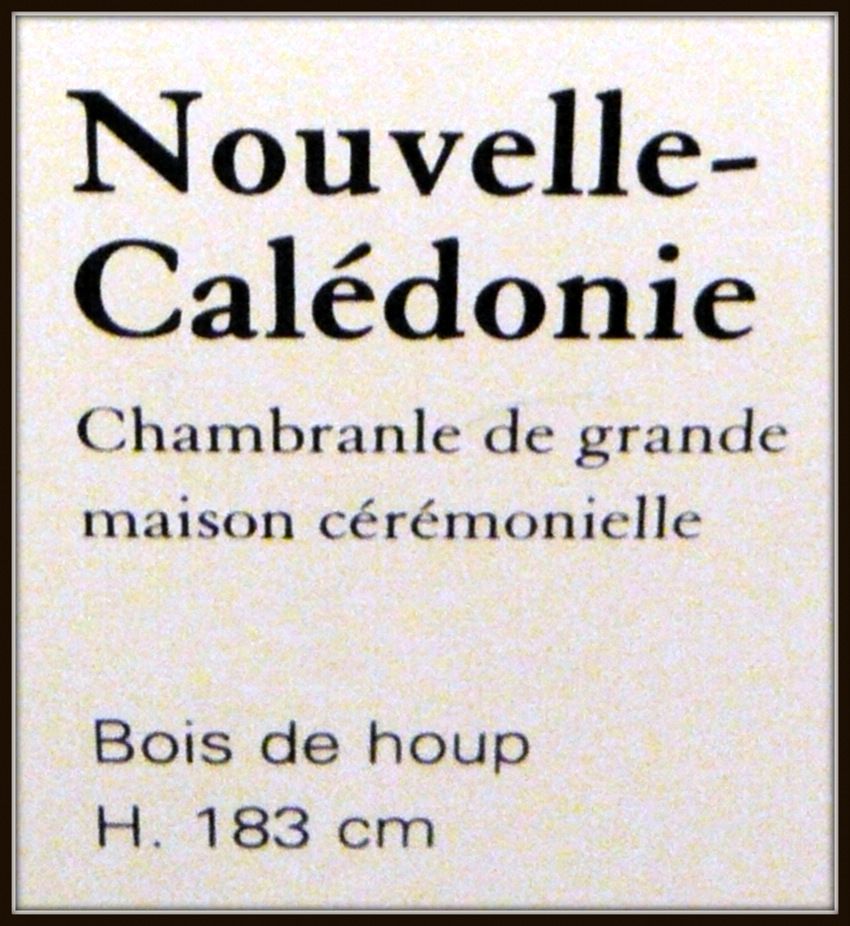 Nouvelle-
Calédonie
Chambranle de grande
maison cérémonielle
Bois de houp
H. 183 cm